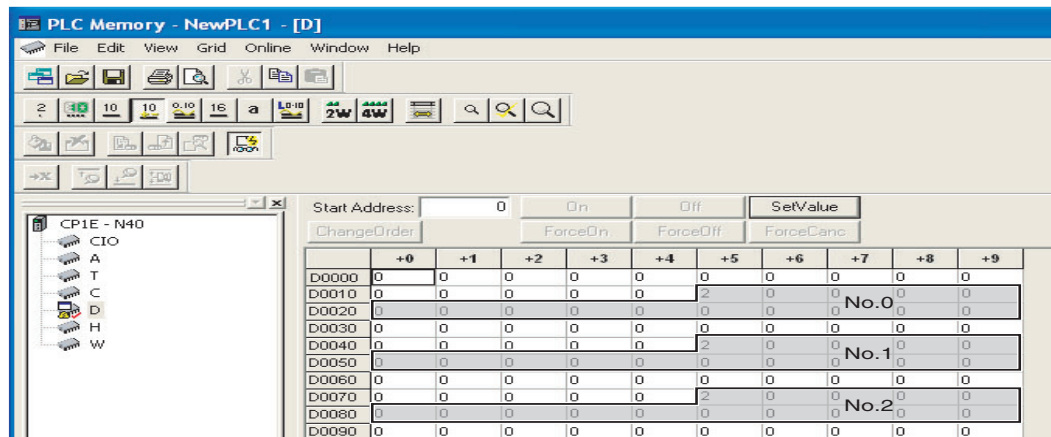 PLC Memory - NewPLC1 - [D]
File Edit View Grid Online Window Help
2 10 10 0.10 16 a 2W 4W
Start Address: 0 On Off SetValue
ChangeOrder ForceOn ForceOff ForceCanc
CP1E - N40
CIO
A
T
C
D
H
W
+0 +1 +2 +3 +4 +5 +6 +7 +8 +9
D0000 0 0 0 0 0 0 0 0 0 0
D0010 0 0 0 0 0 2 0 0 0 0
No.0
D0020 0 0 0 0 0 0 0 0 0 0
D0030 0 0 0 0 0 0 0 0 0 0
D0040 0 0 0 0 0 2 0 0 0 0
No.1
D0050 0 0 0 0 0 0 0 0 0 0
D0060 0 0 0 0 0 0 0 0 0 0
D0070 0 0 0 0 0 2 0 0 0 0
No.2
D0080 0 0 0 0 0 0 0 0 0 0
D0090 0 0 0 0 0 0 0 0 0 0